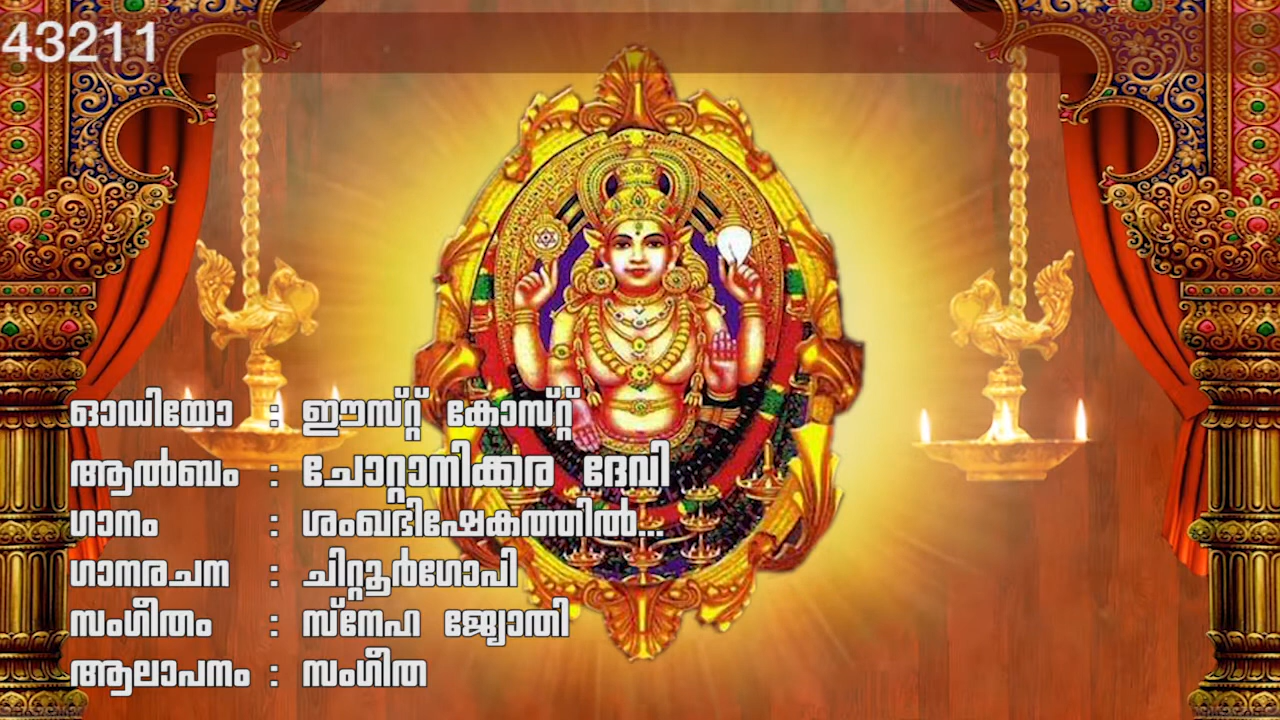 43211
ഓഡിയോ : ഈസ്റ്റ് കോസ്റ്റ്
ആൽബം : ചോറ്റാനിക്കര ദേവി
ഗാനം : ശംഖഭിഷേകത്തിൽ...
ഗാനരചന : ചിറ്റൂർഗോപി
സംഗീതം : സ്നേഹ ജ്യോതി
ആലാപനം : സംഗീത